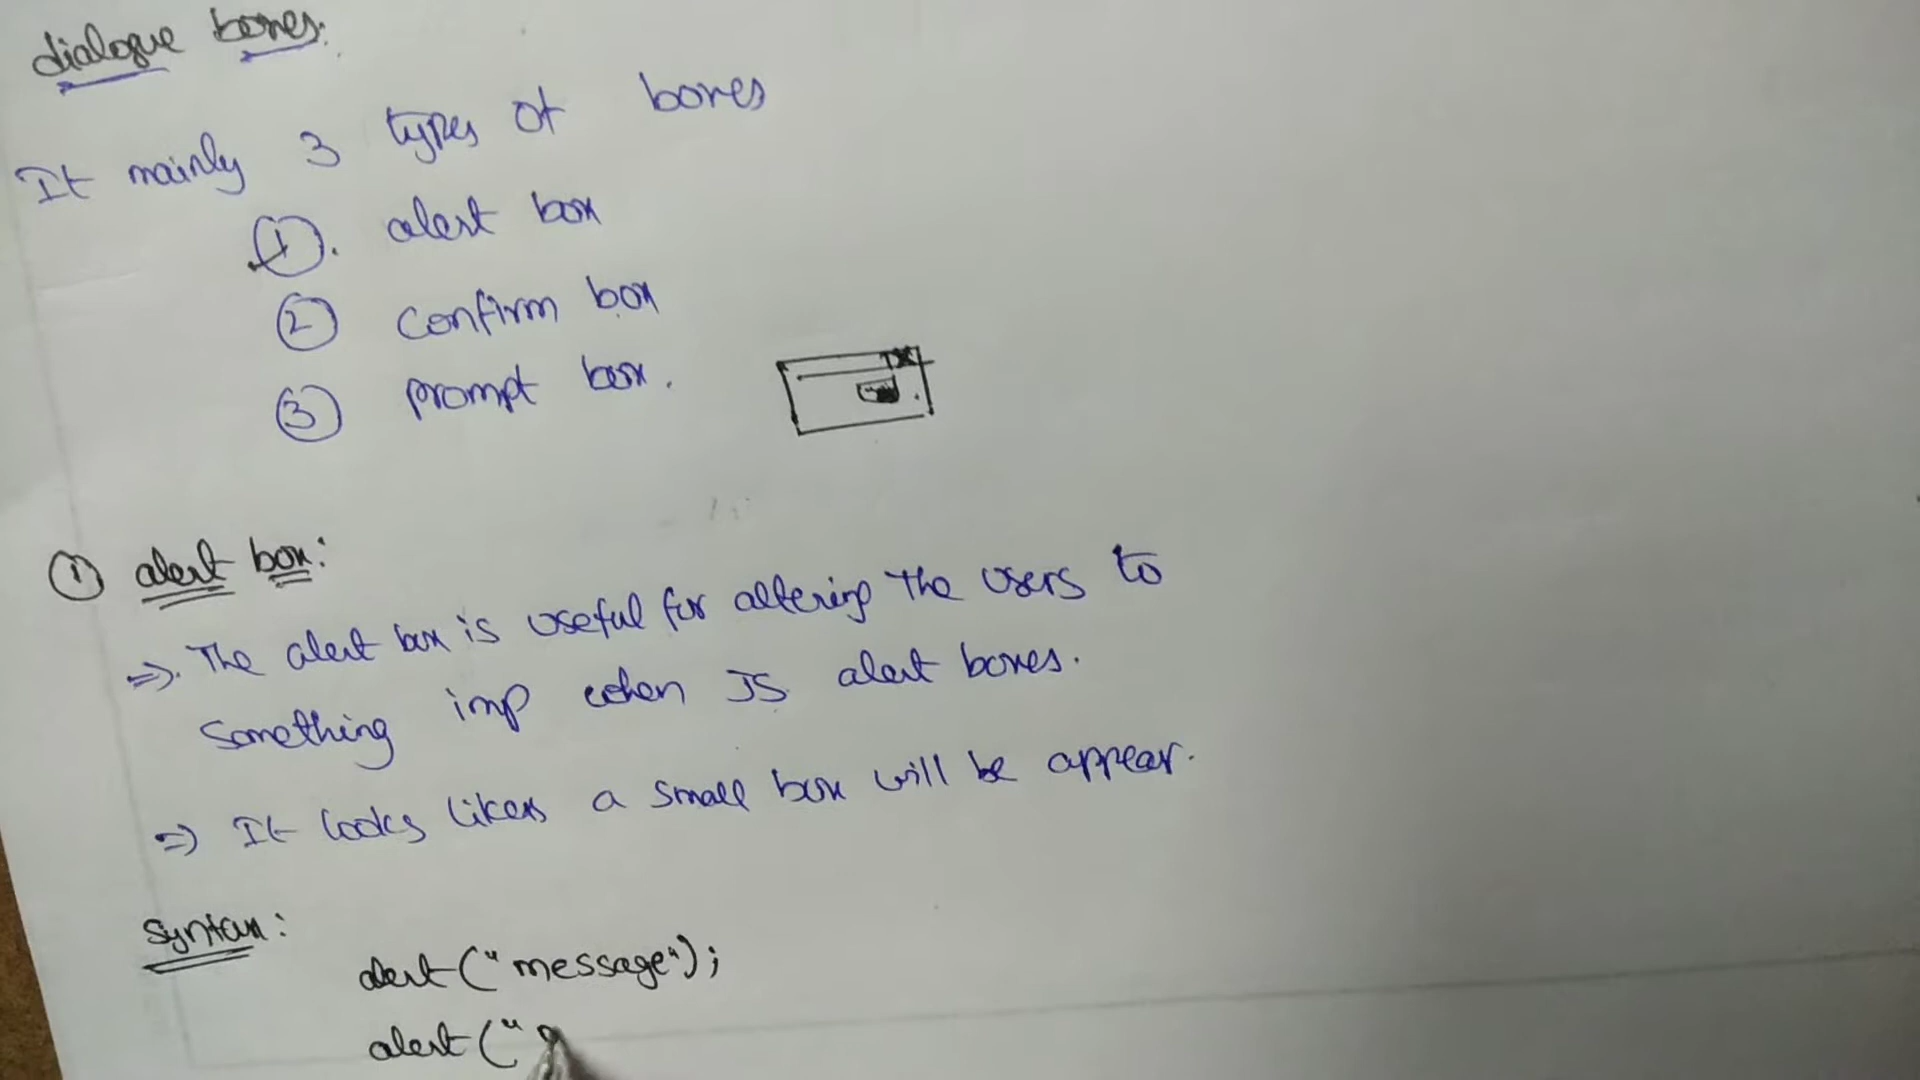 dialogue boxes.
It mainly 3 types of boxes
①. alert box
② confirm box
③ prompt box.
① alert box:
⇒. The alert box is useful for altering the users to
something imp when JS alert boxes.
⇒ It looks likes a small box will be appear.
syntax:
alert("message");
alert("